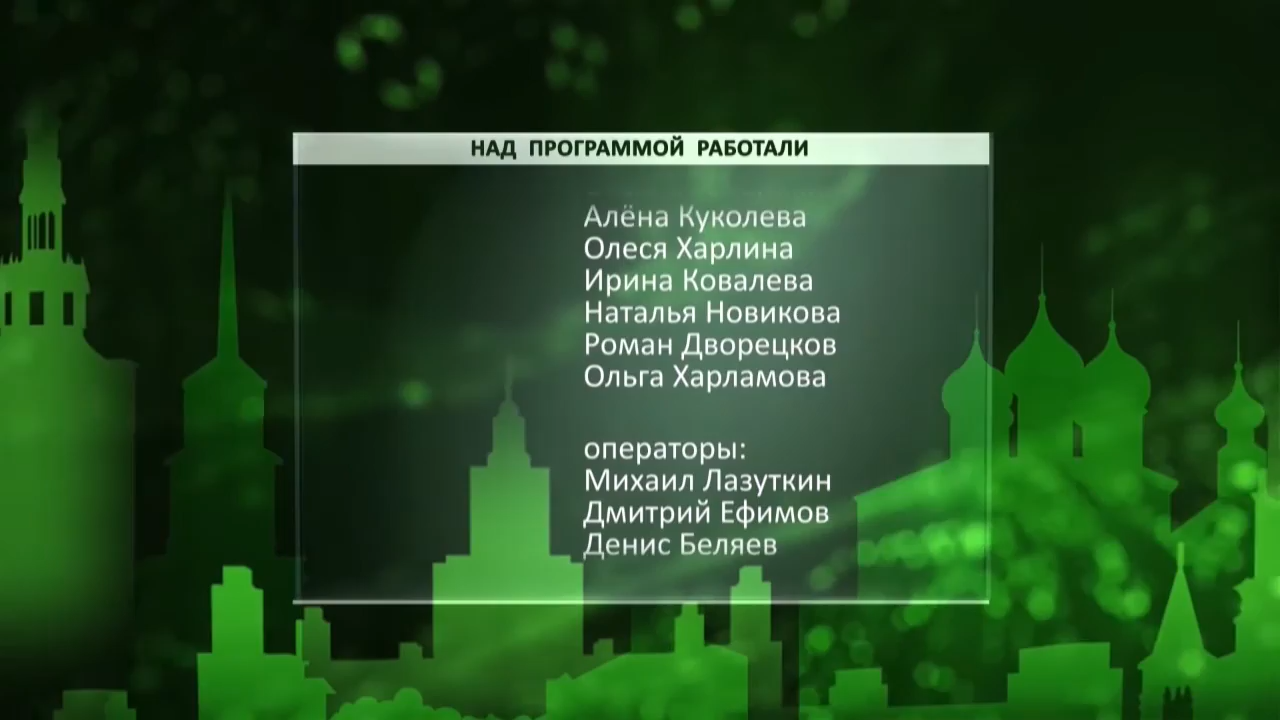 НАД ПРОГРАММОЙ РАБОТАЛИ
Алёна Куколева
Олеся Харлина
Ирина Ковалева
Наталья Новикова
Роман Дворецков
Ольга Харламова
операторы:
Михаил Лазуткин
Дмитрий Ефимов
Денис Беляев